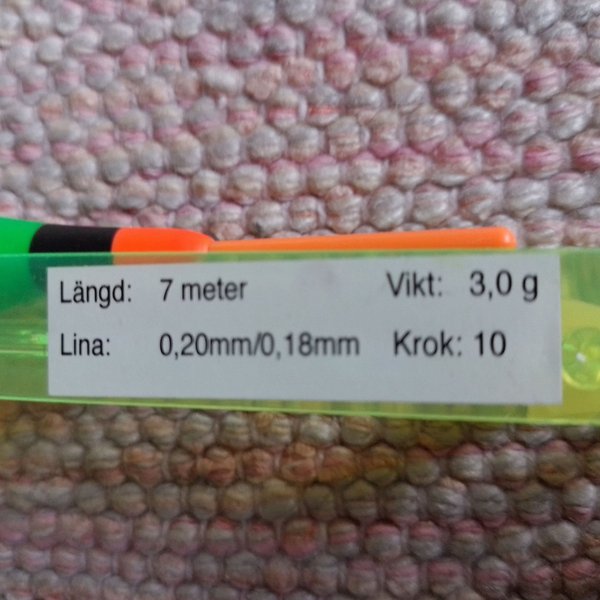 Längd: 7 meter Vikt: 3,0 g
Lina: 0,20mm/0,18mm Krok: 10